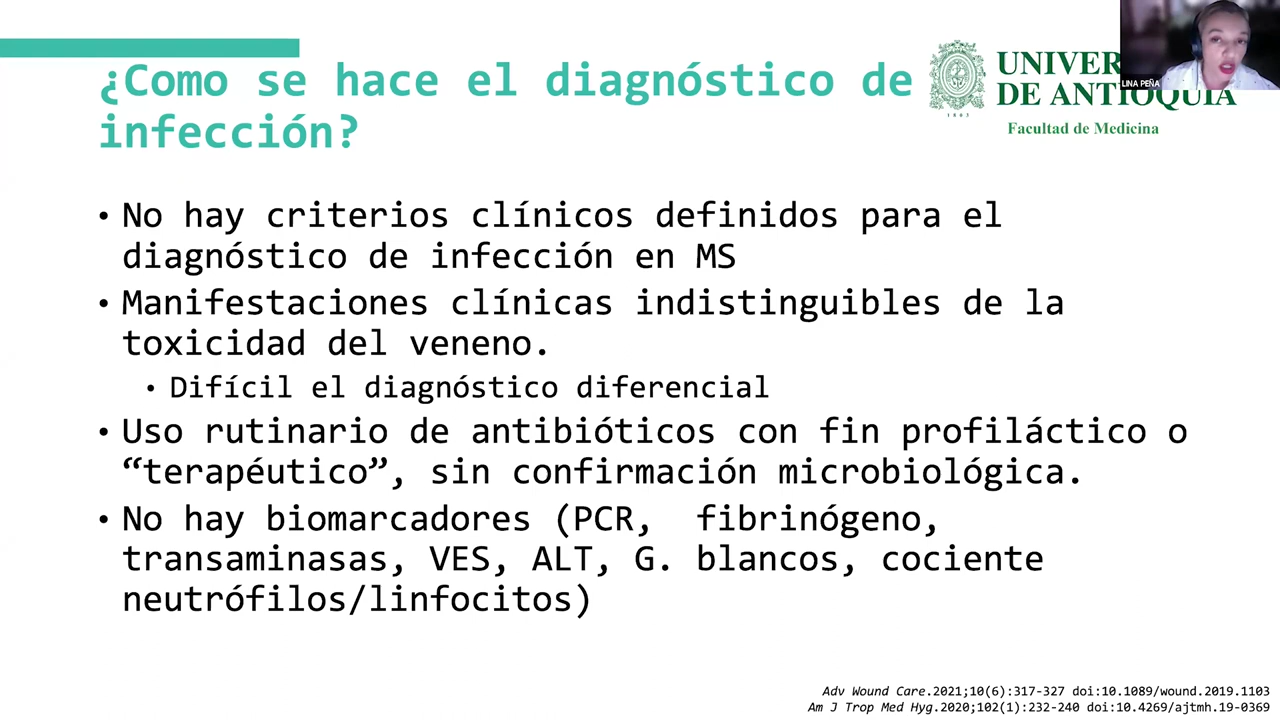 ¿Como se hace el diagnóstico de
infección?
UNIVER
DE ANTIOQUIA
1803
Facultad de Medicina
LINA PEÑA
• No hay criterios clínicos definidos para el
diagnóstico de infección en MS
• Manifestaciones clínicas indistinguibles de la
toxicidad del veneno.
• Difícil el diagnóstico diferencial
• Uso rutinario de antibióticos con fin profiláctico o
“terapéutico”, sin confirmación microbiológica.
• No hay biomarcadores (PCR, fibrinógeno,
transaminasas, VES, ALT, G. blancos, cociente
neutrófilos/linfocitos)
Adv Wound Care.2021;10(6):317-327 doi:10.1089/wound.2019.1103
Am J Trop Med Hyg.2020;102(1):232-240 doi:10.4269/ajtmh.19-0369